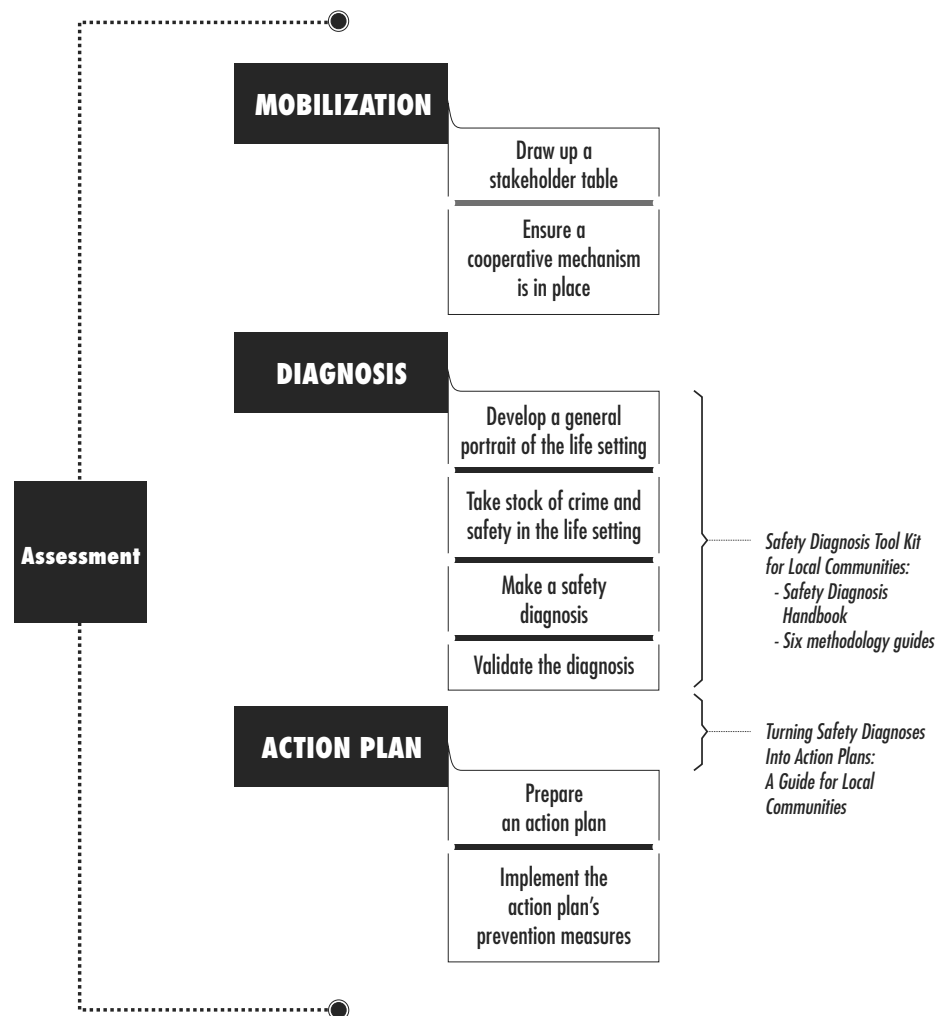 MOBILIZATION
Draw up a
stakeholder table
Ensure a
cooperative mechanism
is in place
DIAGNOSIS
Develop a general
portrait of the life setting
Take stock of crime and
safety in the life setting
Make a safety
diagnosis
Validate the diagnosis
Assessment
Safety Diagnosis Tool Kit
for Local Communities:
- Safety Diagnosis
Handbook
- Six methodology guides
ACTION PLAN
Prepare
an action plan
Implement the
action plan's
prevention measures
Turning Safety Diagnoses
Into Action Plans:
A Guide for Local
Communities